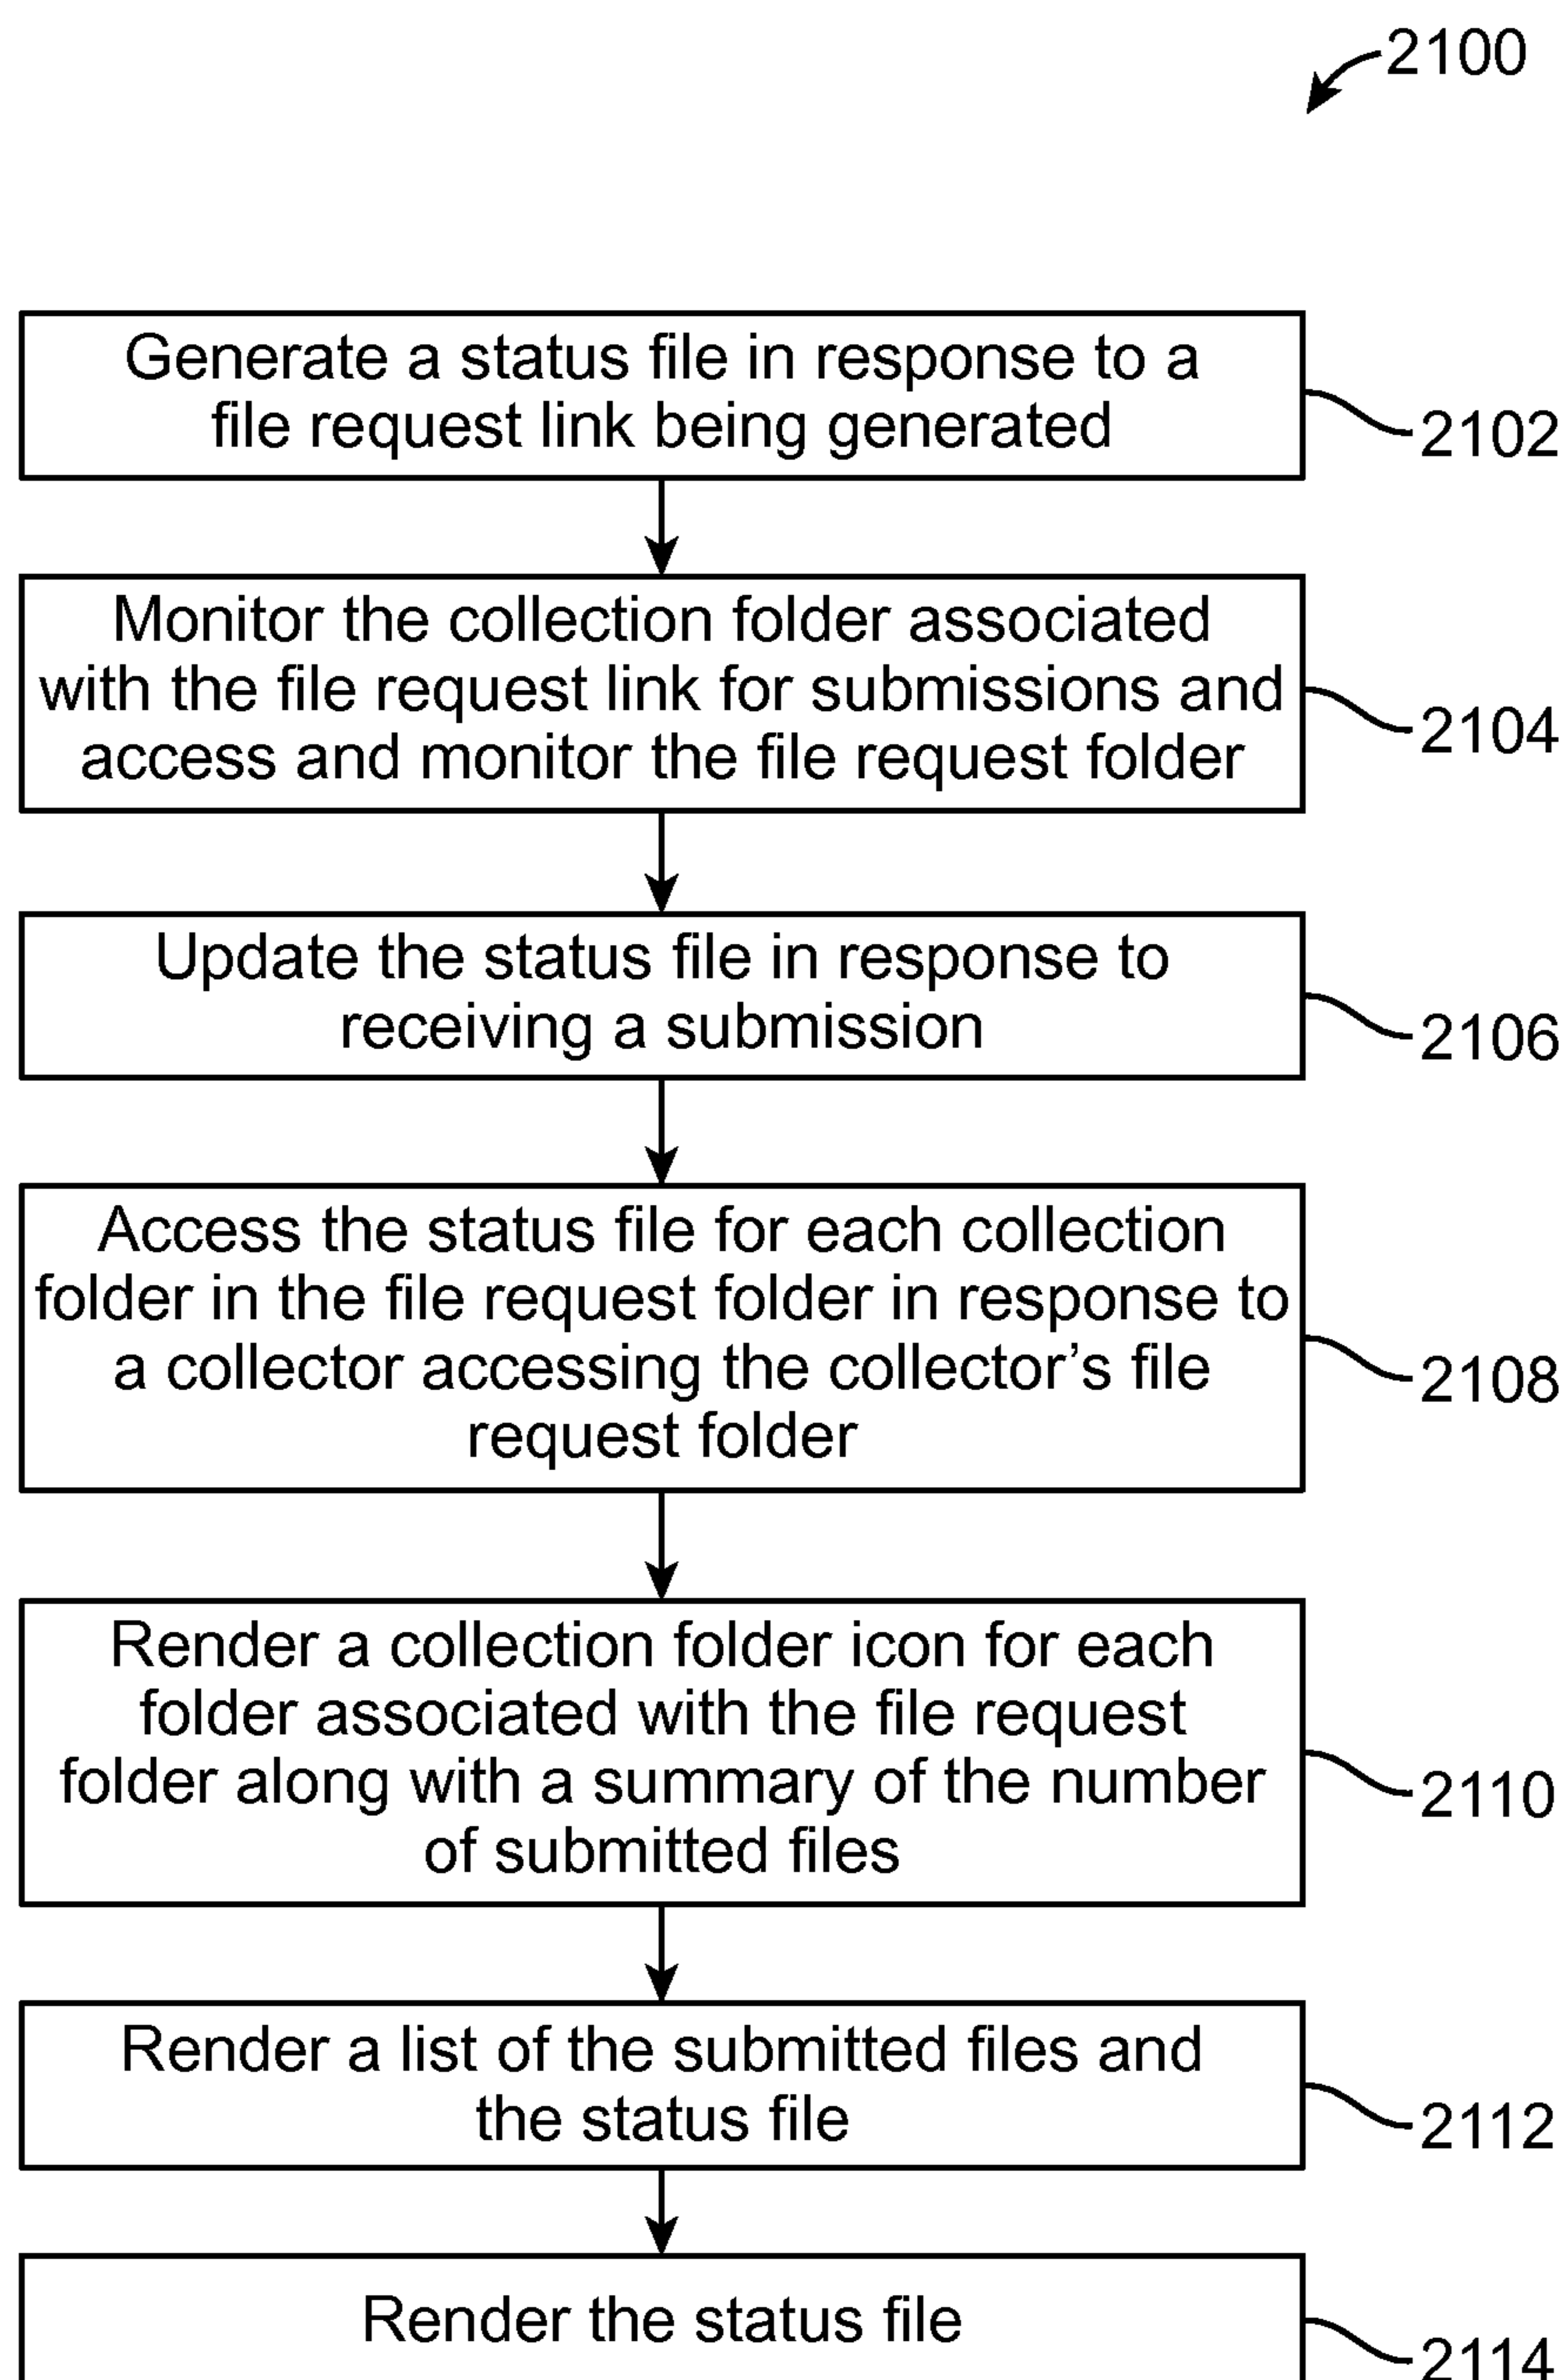 2100
Generate a status file in response to a
file request link being generated
2102
Monitor the collection folder associated
with the file request link for submissions and
access and monitor the file request folder
2104
Update the status file in response to
receiving a submission
2106
Access the status file for each collection
folder in the file request folder in response to
a collector accessing the collector's file
request folder
2108
Render a collection folder icon for each
folder associated with the file request
folder along with a summary of the number
of submitted files
2110
Render a list of the submitted files and
the status file
2112
Render the status file
2114